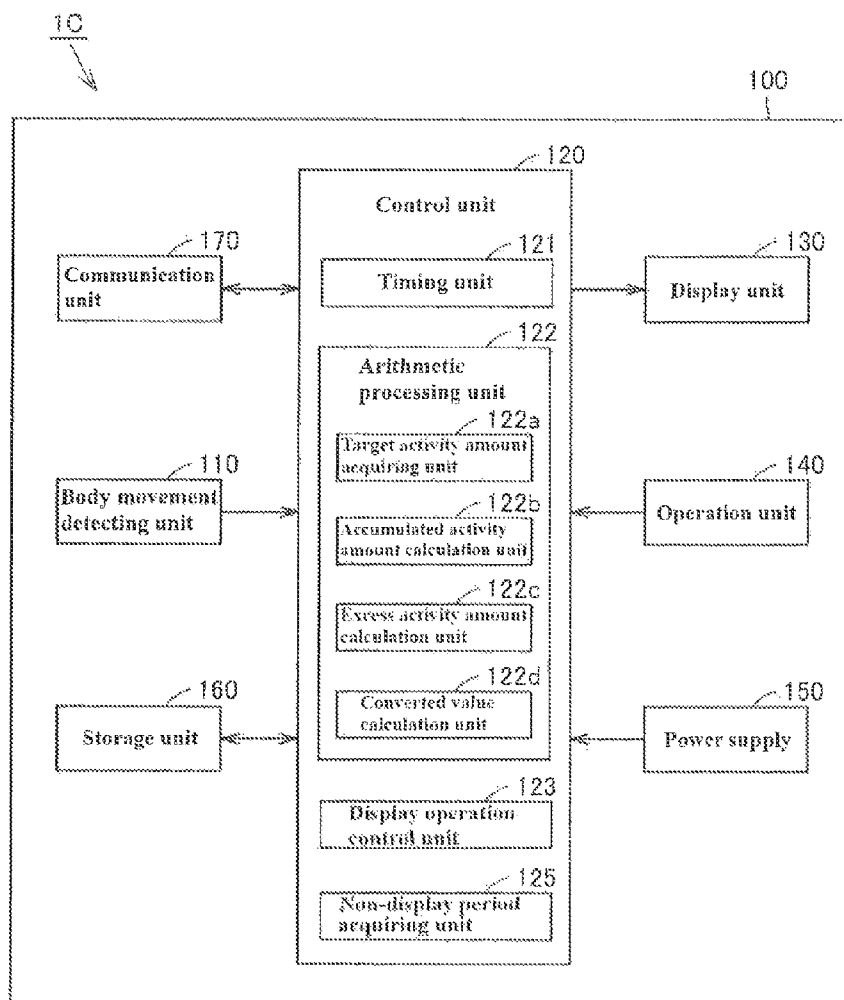 1C
100
120
Control unit
170
Communication
unit
121
Timing unit
130
Display unit
122
Arithmetic
processing unit
122a
Target activity amount
acquiring unit
110
Body movement
detecting unit
122b
Accumulated activity
amount calculation unit
140
Operation unit
122c
Excess activity amount
calculation unit
160
Storage unit
122d
Converted value
calculation unit
150
Power supply
123
Display operation
control unit
125
Non-display period
acquiring unit